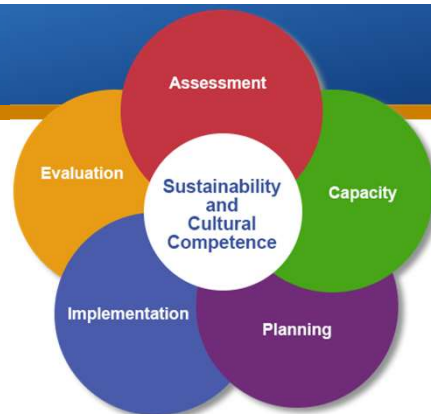 Assessment
Evaluation
Sustainability
and
Cultural
Competence
Capacity
Implementation
Planning